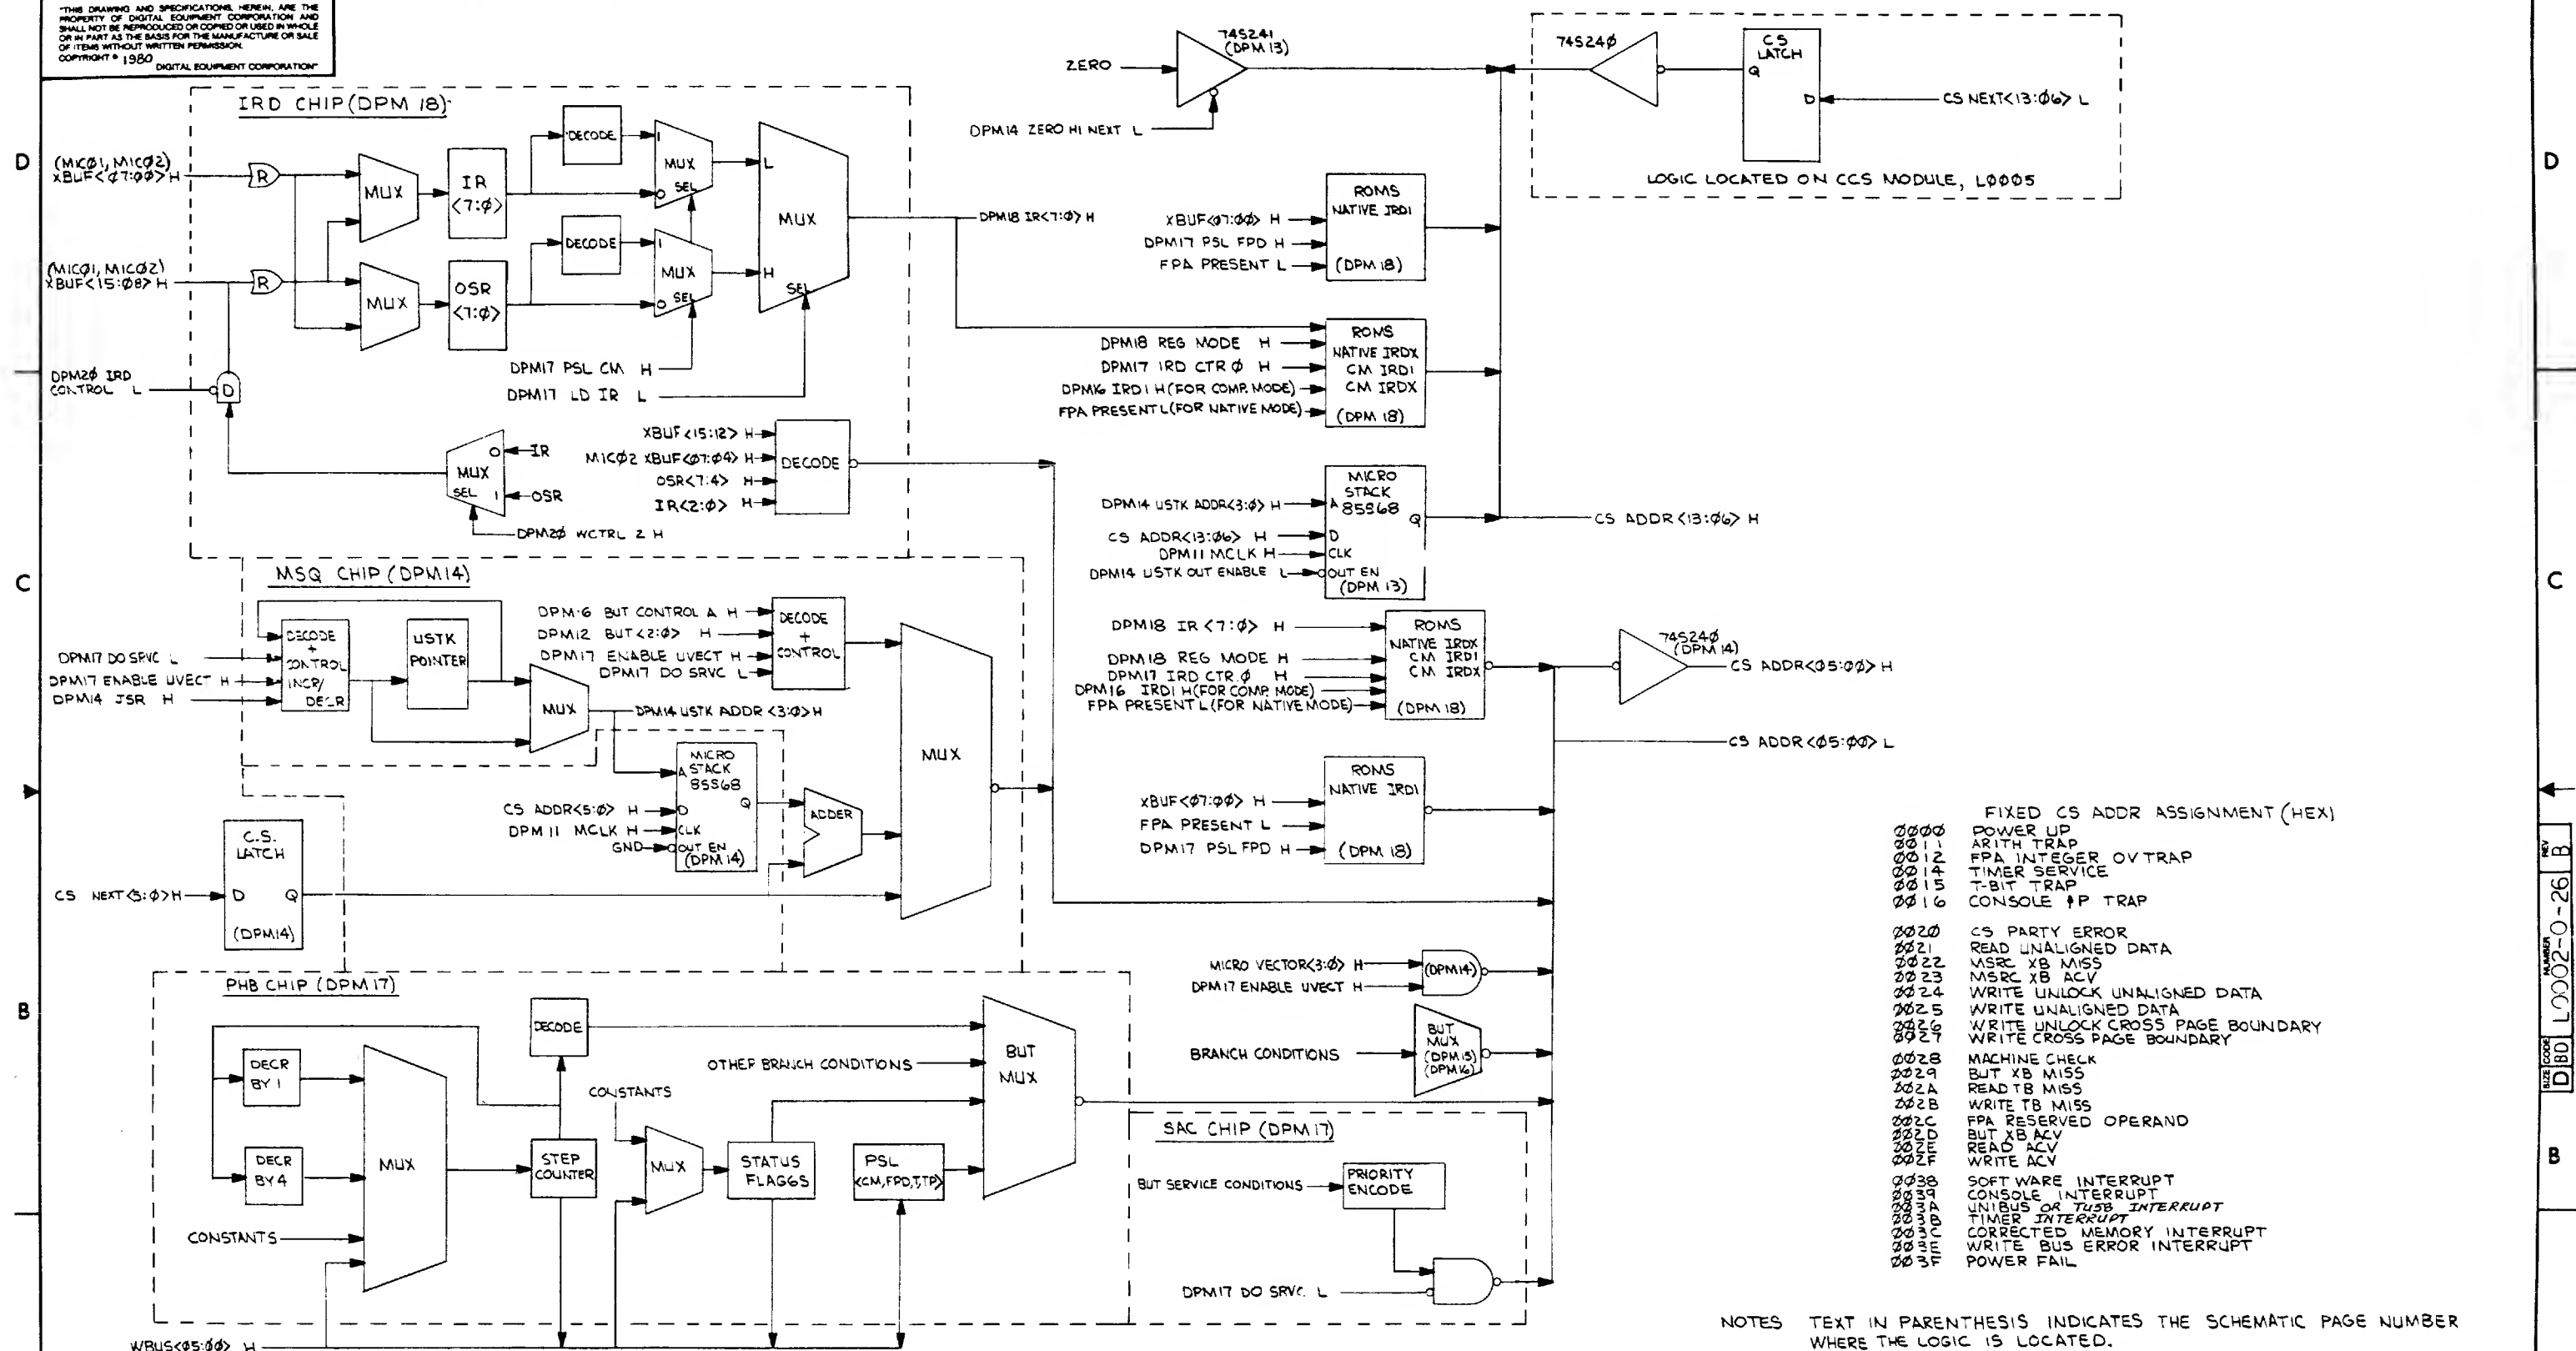 "THIS DRAWING AND SPECIFICATIONS, HEREIN, ARE THE
PROPERTY OF DIGITAL EQUIPMENT CORPORATION AND
SHALL NOT BE REPRODUCED OR COPIED OR USED IN WHOLE
OR IN PART AS THE BASIS FOR THE MANUFACTURE OR SALE
OF ITEMS WITHOUT WRITTEN PERMISSION.
COPYRIGHT © 1980
DIGITAL EQUIPMENT CORPORATION"
IRD CHIP (DPM 18)
D
(MICØ1, MICØ2)
XBUF<Ø7:ØØ> H
R
MUX
IR
<7:Ø>
DECODE
1
MUX
O SEL
L
MUX
SEL
H
DPM18 IR<7:Ø> H
(MICØ1, MICØ2)
XBUF<15:Ø8> H
R
MUX
OSR
<7:Ø>
DECODE
1
MUX
O SEL
DPM17 PSL CM H
DPM17 LD IR L
DPM2Ø IRD
CONTROL L
D
MUX
O
SEL 1
IR
OSR
DPM2Ø WCTRL 2 H
XBUF<15:12> H
MICØ2 XBUF<Ø7:Ø4> H
OSR<7:4> H
IR<2:Ø> H
DECODE
ZERO
74S241
(DPM 13)
DPM14 ZERO HI NEXT L
74S24Ø
CS
LATCH
Q
D
CS NEXT<13:Ø6> L
LOGIC LOCATED ON CCS MODULE, LØØØ5
D
XBUF<Ø7:ØØ> H
DPM17 PSL FPD H
FPA PRESENT L
ROMS
NATIVE IRD1
(DPM 18)
DPM18 REG MODE H
DPM17 IRD CTR Ø H
DPM16 IRD1 H (FOR COMP. MODE)
FPA PRESENT L (FOR NATIVE MODE)
ROMS
NATIVE IRDX
CM IRD1
CM IRDX
(DPM 18)
DPM14 USTK ADDR<3:Ø> H
CS ADDR<13:Ø6> H
DPM11 MCLK H
DPM14 USTK OUT ENABLE L
MICRO
STACK
A 85S68
Q
D
CLK
OUT EN
(DPM 13)
CS ADDR<13:Ø6> H
C
MSQ CHIP (DPM14)
DPM17 DO SRVC L
DPM17 ENABLE UVECT H
DPM14 JSR H
DECODE
+
CONTROL
INCR/
DECR
USTK
POINTER
MUX
DPM14 USTK ADDR <3:Ø> H
DPM-6 BUT CONTROL A H
DPM12 BUT<2:Ø> H
DPM17 ENABLE UVECT H
DPM17 DO SRVC L
DECODE
+
CONTROL
MUX
CS ADDR<5:Ø> H
DPM 11 MCLK H
GND
MICRO
A STACK
85S68
Q
D
CLK
OUT EN
(DPM 14)
ADDER
CS NEXT<5:Ø> H
C.S.
LATCH
D Q
(DPM14)
C
DPM18 IR <7:Ø> H
DPM18 REG MODE H
DPM17 IRD CTR Ø H
DPM16 IRD1 H (FOR COMP. MODE)
FPA PRESENT L (FOR NATIVE MODE)
ROMS
NATIVE IRDX
CM IRD1
CM IRDX
(DPM 18)
74S24Ø
(DPM 14)
CS ADDR<Ø5:ØØ> H
CS ADDR<Ø5:ØØ> L
XBUF<Ø7:ØØ> H
FPA PRESENT L
DPM17 PSL FPD H
ROMS
NATIVE IRD1
(DPM 18)
MICRO VECTOR<3:Ø> H
DPM17 ENABLE UVECT H
(DPM14)
BRANCH CONDITIONS
BUT
MUX
(DPM15)
(DPM16)
B
PHB CHIP (DPM 17)
DECR
BY 1
DECR
BY 4
CONSTANTS
MUX
DECODE
STEP
COUNTER
OTHER BRANCH CONDITIONS
CONSTANTS
MUX
STATUS
FLAGGS
PSL
<CM,FPD,T,TP>
BUT
MUX
WBUS<Ø5:ØØ> H
SAC CHIP (DPM17)
BUT SERVICE CONDITIONS
PRIORITY
ENCODE
DPM17 DO SRVC L
FIXED CS ADDR ASSIGNMENT (HEX)
ØØØØ POWER UP
ØØ11 ARITH TRAP
ØØ12 FPA INTEGER OV TRAP
ØØ14 TIMER SERVICE
ØØ15 T-BIT TRAP
ØØ16 CONSOLE ↑P TRAP
ØØ2Ø CS PARTY ERROR
ØØ21 READ UNALIGNED DATA
ØØ22 MSRC XB MISS
ØØ23 MSRC XB ACV
ØØ24 WRITE UNLOCK UNALIGNED DATA
ØØ25 WRITE UNALIGNED DATA
ØØ26 WRITE UNLOCK CROSS PAGE BOUNDARY
ØØ27 WRITE CROSS PAGE BOUNDARY
ØØ28 MACHINE CHECK
ØØ29 BUT XB MISS
ØØ2A READ TB MISS
ØØ2B WRITE TB MISS
ØØ2C FPA RESERVED OPERAND
ØØ2D BUT XB ACV
ØØ2E READ ACV
ØØ2F WRITE ACV
ØØ38 SOFT WARE INTERRUPT
ØØ39 CONSOLE INTERRUPT
ØØ3A UNIBUS OR TU58 INTERRUPT
ØØ3B TIMER INTERRUPT
ØØ3C CORRECTED MEMORY INTERRUPT
ØØ3E WRITE BUS ERROR INTERRUPT
ØØ3F POWER FAIL
B
SIZE CODE NUMBER REV
D BD L0002-0-26 B
NOTES TEXT IN PARENTHESIS INDICATES THE SCHEMATIC PAGE NUMBER
WHERE THE LOGIC IS LOCATED.